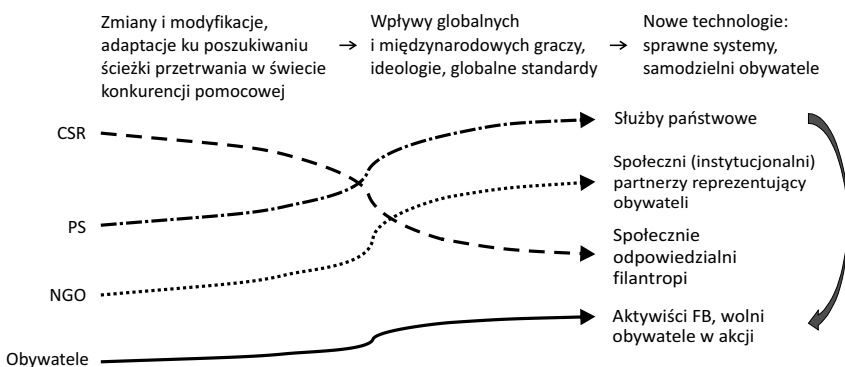 Zmiany i modyfikacje,
adaptacje ku poszukiwaniu
ścieżki przetrwania w świecie
konkurencji pomocowej
Wpływy globalnych
i międzynarodowych graczy,
ideologie, globalne standardy
Nowe technologie:
sprawne systemy,
samodzielni obywatele
CSR
PS
NGO
Obywatele
Służby państwowe
Społeczni (instytucjonalni)
partnerzy reprezentujący
obywateli
Społecznie
odpowiedzialni
filantropi
Aktywiści FB, wolni
obywatele w akcji